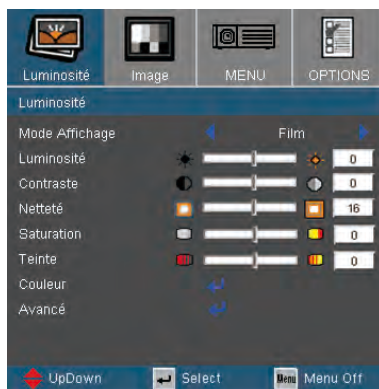 Luminosité Image MENU OPTIONS
Luminosité
Mode Affichage Film
Luminosité 0
Contraste 0
Netteté 16
Saturation 0
Teinte 0
Couleur
Avancé
UpDown Select Menu Menu Off